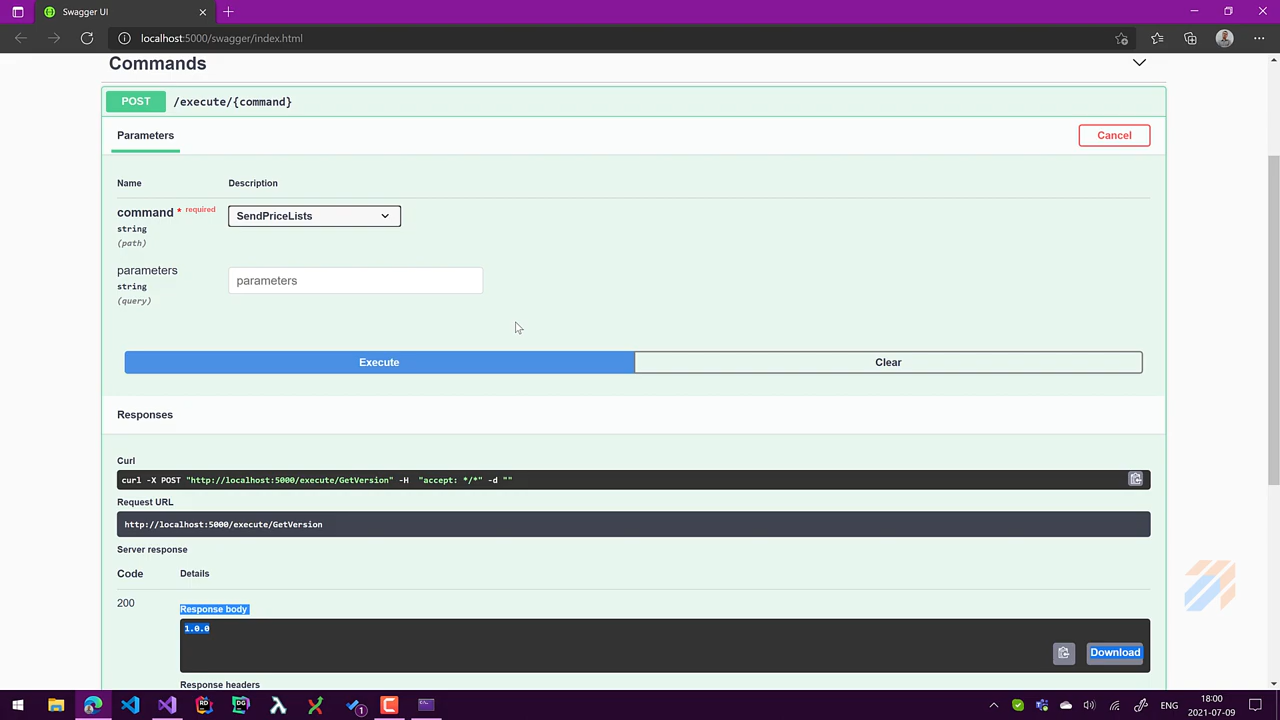 Swagger UI
localhost:5000/swagger/index.html
Commands
POST /execute/{command}
Parameters
Cancel
Name Description
command * required
string
(path)
SendPriceLists
parameters
string
(query)
parameters
Execute Clear
Responses
Curl
curl -X POST "http://localhost:5000/execute/GetVersion" -H  "accept: */*" -d ""
Request URL
http://localhost:5000/execute/GetVersion
Server response
Code Details
200
Response body
1.0.0
Download
Response headers
RD
DG
1
ENG
18:00
2021-07-09